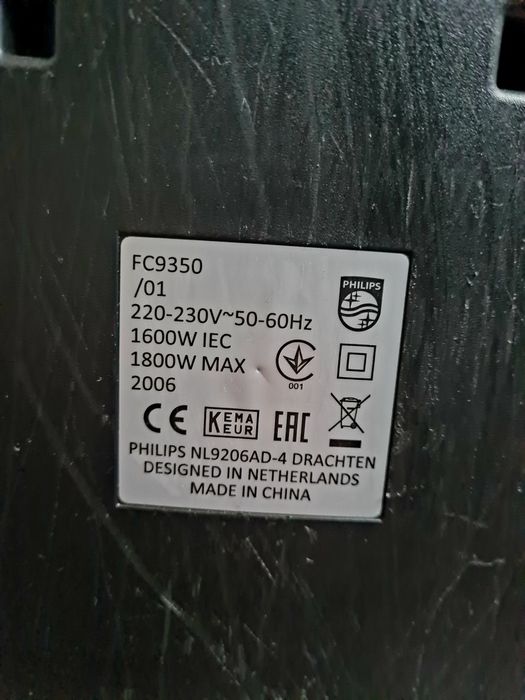 FC9350
/01
220-230V~50-60Hz
1600W IEC
1800W MAX
2006
PHILIPS
001
CE
KEMA
KEUR
EAC
PHILIPS NL9206AD-4 DRACHTEN
DESIGNED IN NETHERLANDS
MADE IN CHINA